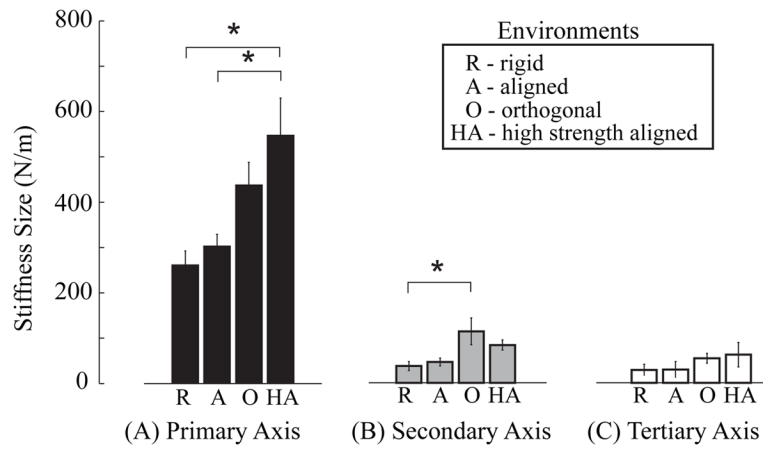 800
600
400
200
0
Stiffness Size (N/m)
*
*
*
Environments
R - rigid
A - aligned
O - orthogonal
HA - high strength aligned
R A O HA
R A O HA
R A O HA
(A) Primary Axis
(B) Secondary Axis
(C) Tertiary Axis